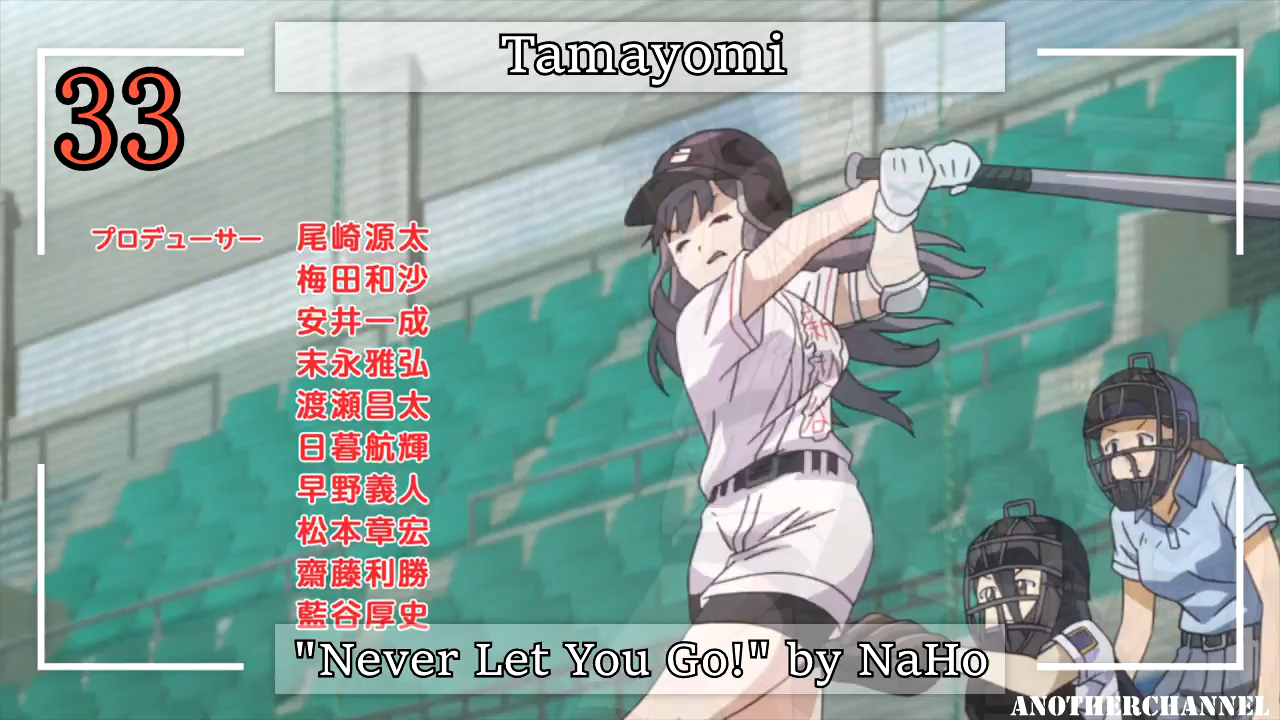 Tamayomi
33
プロデューサー 尾崎源太
梅田和沙
安井一成
末永雅弘
渡瀬昌太
日暮航輝
早野義人
松本章宏
齋藤利勝
藍谷厚史
"Never Let You Go!" by NaHo
ANOTHERCHANNEL